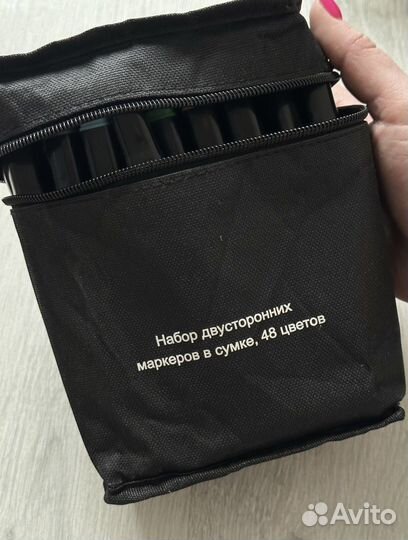 Набор двусторонних
маркеров в сумке, 48 цветов
Avito